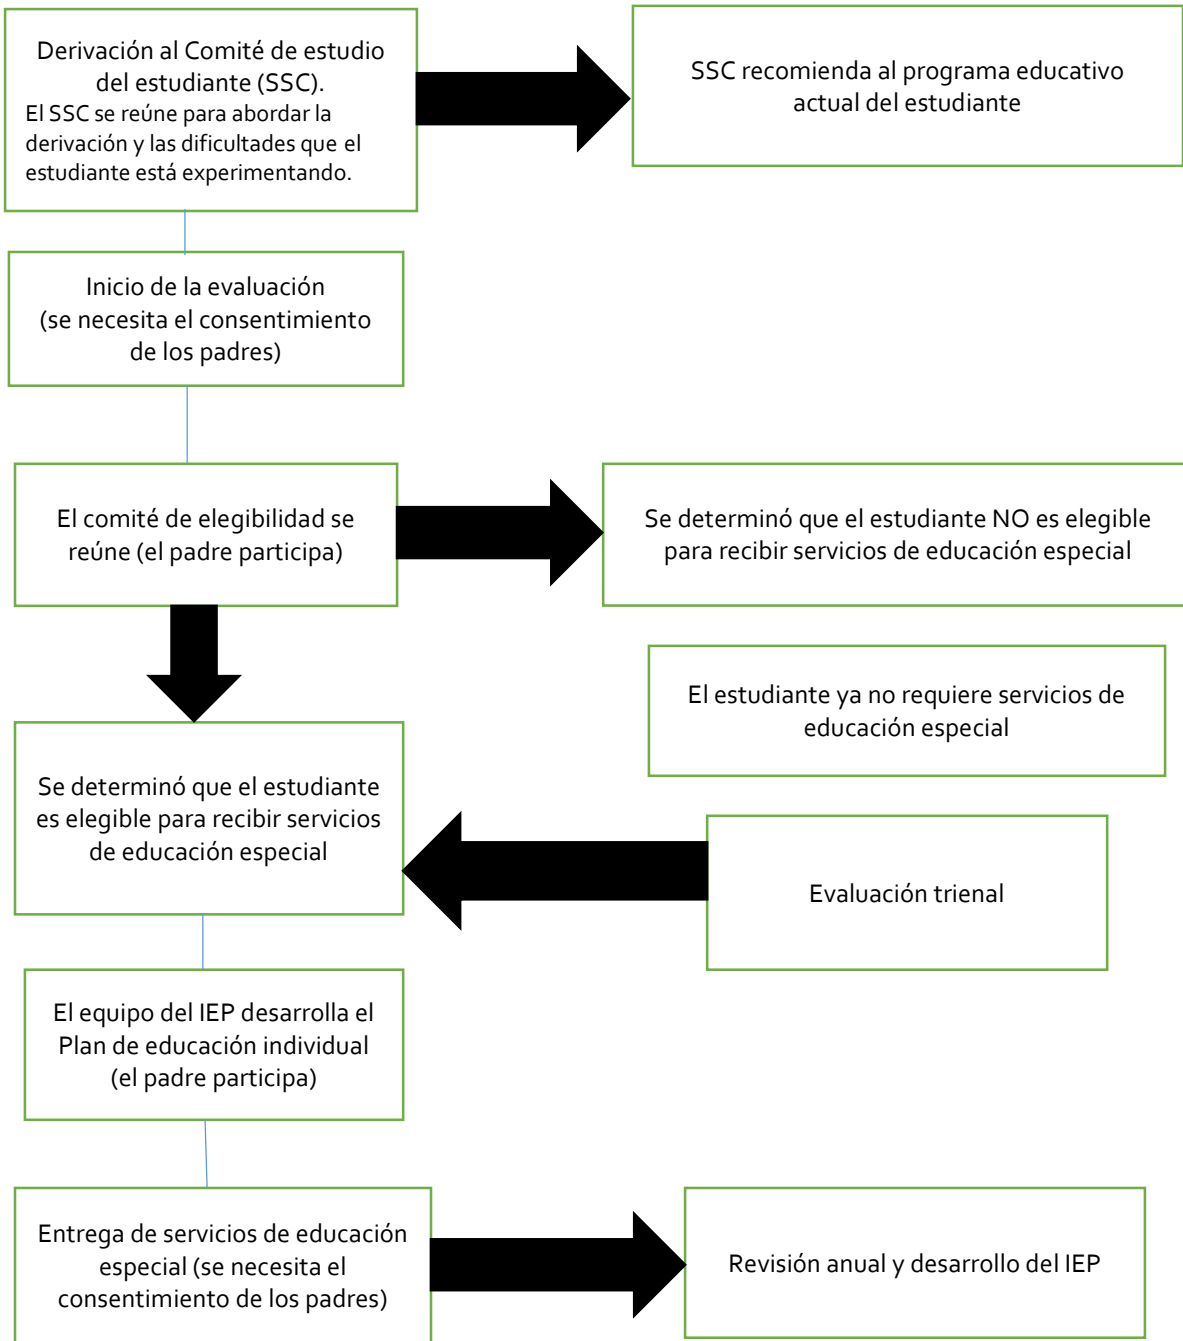 Derivación al Comité de estudio
del estudiante (SSC).
El SSC se reúne para abordar la
derivación y las dificultades que el
estudiante está experimentando.
SSC recomienda al programa educativo
actual del estudiante
Inicio de la evaluación
(se necesita el consentimiento
de los padres)
El comité de elegibilidad se
reúne (el padre participa)
Se determinó que el estudiante NO es elegible
para recibir servicios de educación especial
El estudiante ya no requiere servicios de
educación especial
Se determinó que el estudiante
es elegible para recibir servicios
de educación especial
Evaluación trienal
El equipo del IEP desarrolla el
Plan de educación individual
(el padre participa)
Entrega de servicios de educación
especial (se necesita el
consentimiento de los padres)
Revisión anual y desarrollo del IEP